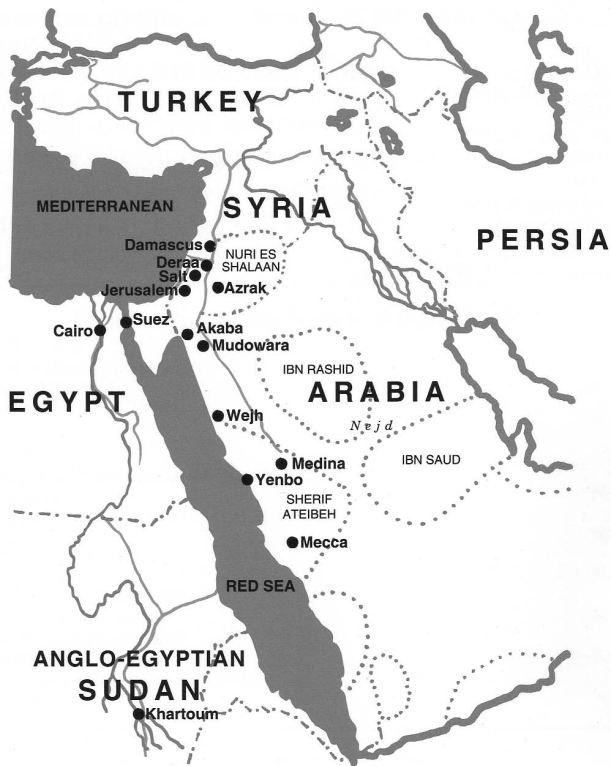 TURKEY
MEDITERRANEAN
SYRIA
PERSIA
Damascus
NURI ES
SHALAAN
Deraa
Salt
Jerusalem
Azrak
Cairo
Suez
Akaba
Mudowara
IBN RASHID
ARABIA
EGYPT
Wejh
Nejd
IBN SAUD
Medina
Yenbo
SHERIF
ATEIBEH
Mecca
RED SEA
ANGLO-EGYPTIAN
SUDAN
Khartoum